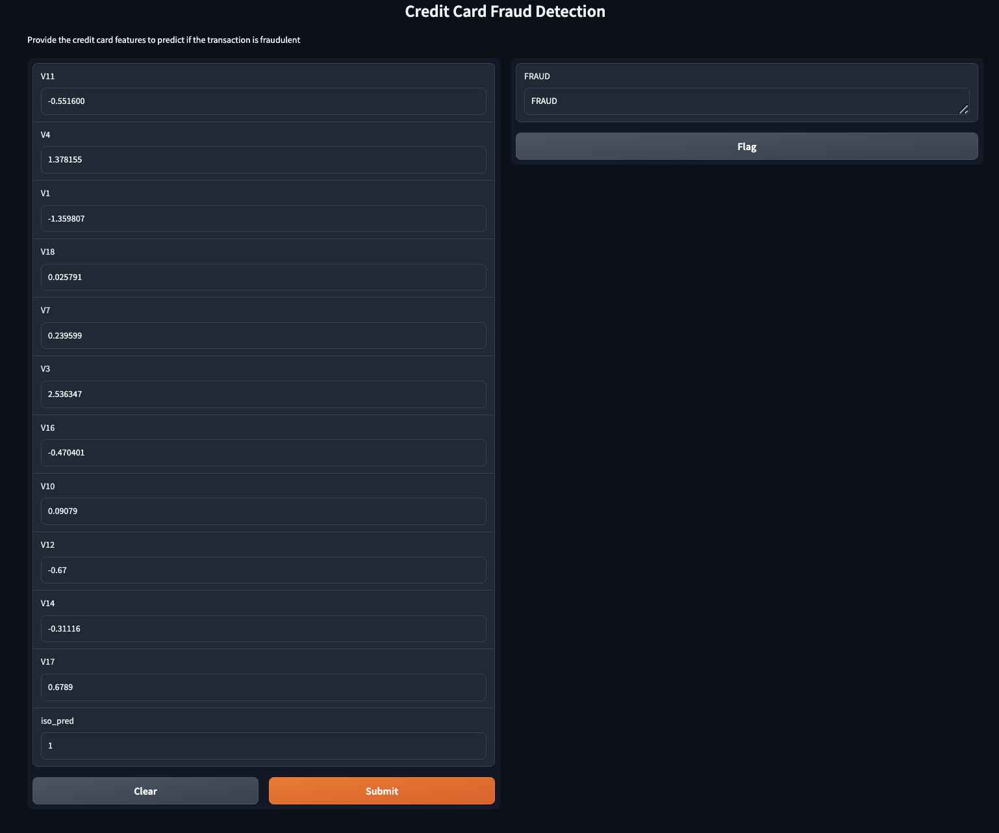 Credit Card Fraud Detection
Provide the credit card features to predict if the transaction is fraudulent
V11
-0.551600
V4
1.378155
V1
-1.359807
V18
0.025791
V7
0.239599
V3
2.536347
V16
-0.470401
V10
0.09079
V12
-0.67
V14
-0.31116
V17
0.6789
iso_pred
1
Clear
Submit
FRAUD
FRAUD
Flag